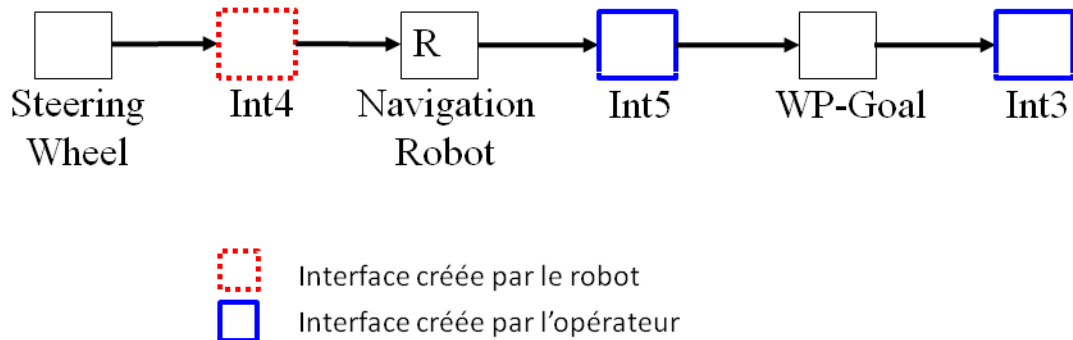 R
Steering Int4 Navigation Int5 WP-Goal Int3
Wheel Robot
Interface créée par le robot
Interface créée par l'opérateur